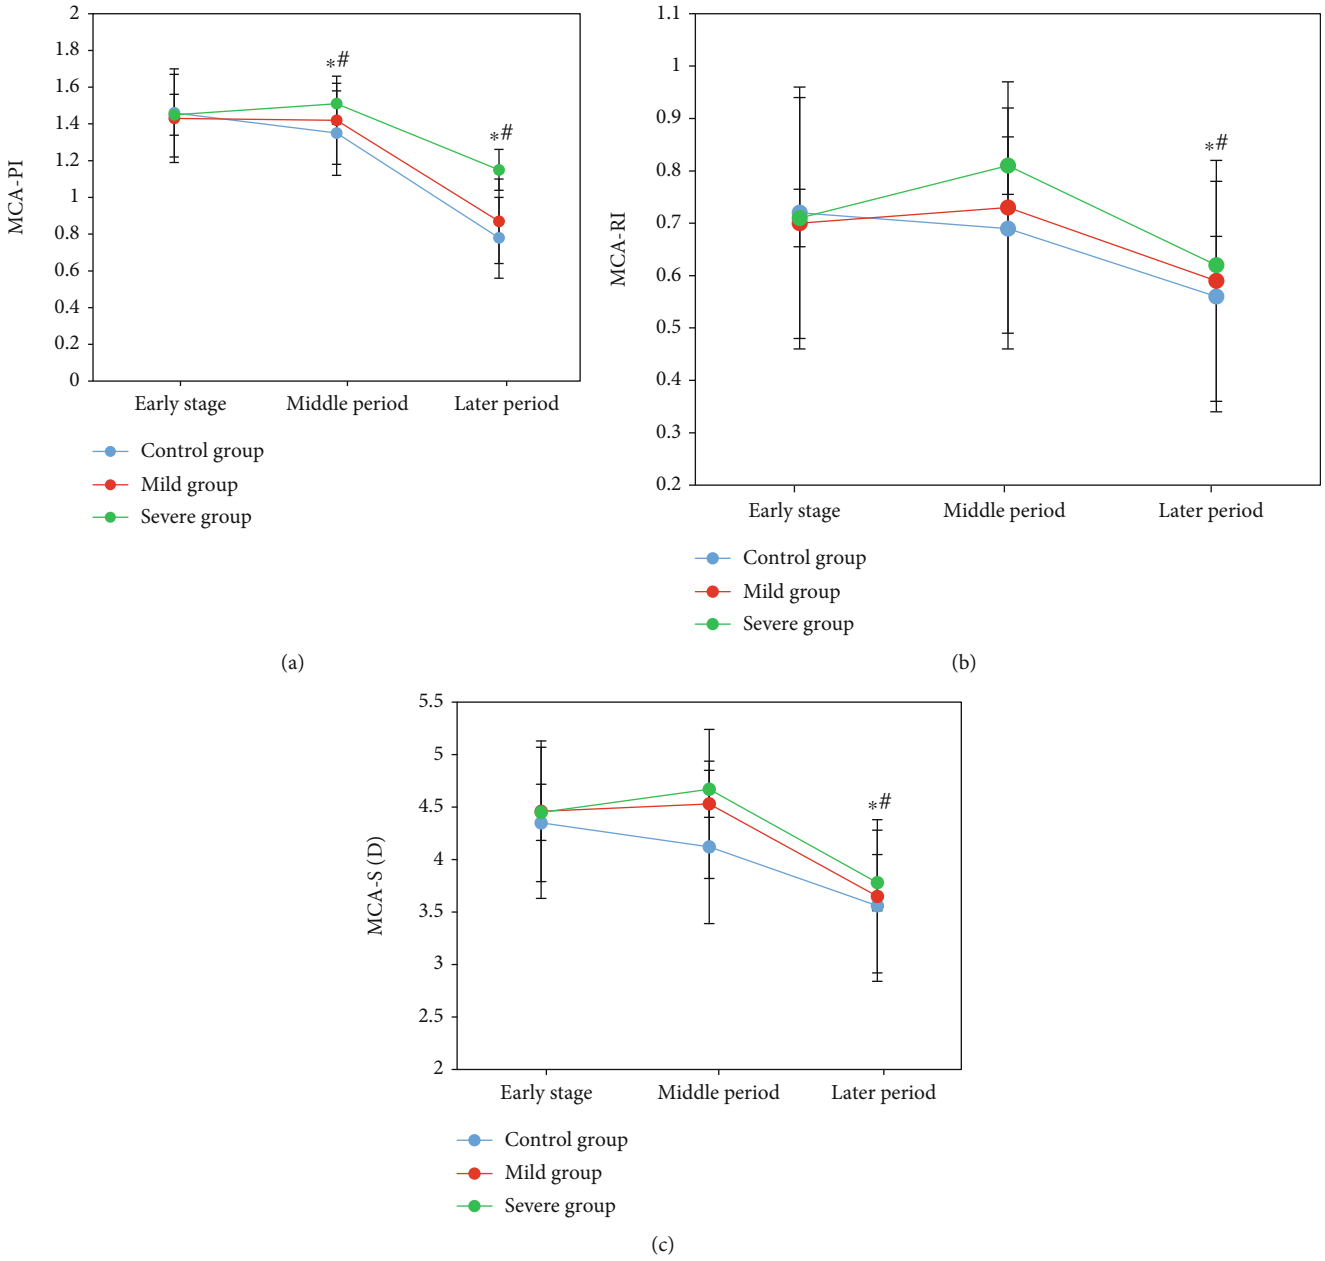 MCA-PI
2
1.8
1.6
1.4
1.2
1
0.8
0.6
0.4
0.2
0
*#
*#
Early stage Middle period Later period
Control group
Mild group
Severe group
(a)
MCA-RI
1.1
1
0.9
0.8
0.7
0.6
0.5
0.4
0.3
0.2
*#
Early stage Middle period Later period
Control group
Mild group
Severe group
(b)
MCA-S (D)
5.5
5
4.5
4
3.5
3
2.5
2
*#
Early stage Middle period Later period
Control group
Mild group
Severe group
(c)